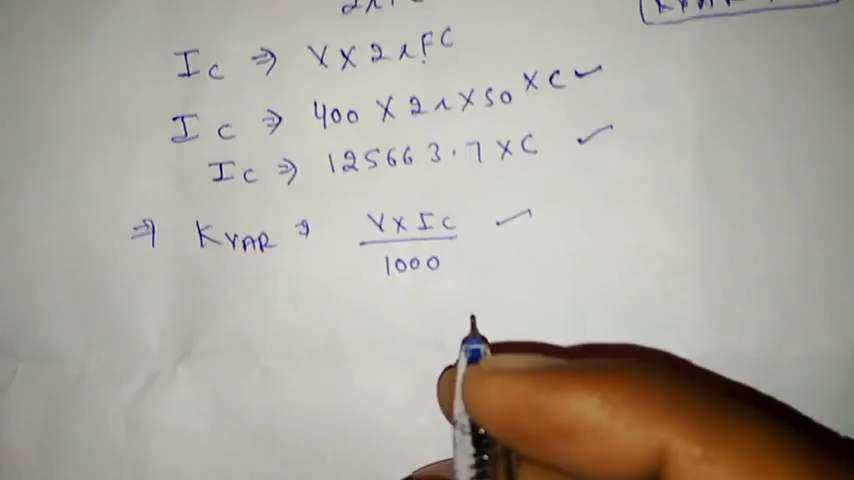 Ic ⇒ V X 2πFC
Ic ⇒ 400 X 2π X 50 X C ✓
Ic ⇒ 125663.7 X C ✓
⇒ KVAR ⇒ V X Ic / 1000 ✓